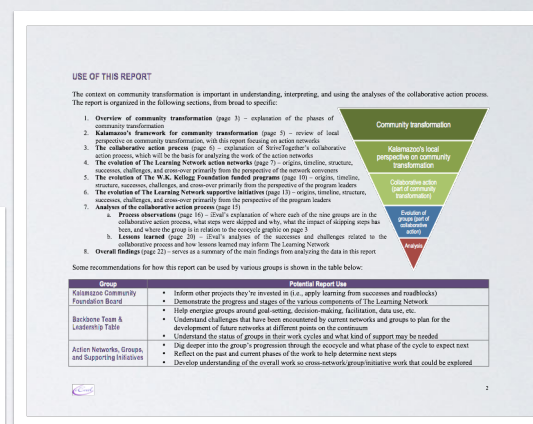 USE OF THIS REPORT
The context on community transformation is important in understanding, interpreting, and using the analyses of the collaborative action process.
The report is organized in the following sections, from broad to specific:
1. Overview of community transformation (page 3) – explanation of the phases of
community transformation
2. Kalamazoo's framework for community transformation (page 5) – review of local
perspective on community transformation, with this report focusing on action networks
3. The collaborative action process (page 6) – explanation of StriveTogether's collaborative
action process, which will be the basis for analyzing the work of the action networks
4. The evolution of The Learning Network action networks (page 7) – origins, timeline, structure,
successes, challenges, and cross-over primarily from the perspective of the network conveners
5. The evolution of The W.K. Kellogg Foundation funded programs (page 10) – origins, timeline,
structure, successes, challenges, and cross-over primarily from the perspective of the program leaders
6. The evolution of The Learning Network supportive initiatives (page 13) – origins, timeline, structure,
successes, challenges, and cross-over primarily from the perspective of the program leaders
7. Analyses of the collaborative action process (page 15)
a. Process observations (page 16) – iEval's explanation of where each of the nine groups are in the
collaborative action process, what steps were skipped and why, what the impact of skipping steps has
been, and where the group is in relation to the ecocycle graphic on page 3
b. Lessons learned (page 20) – iEval's analyses of the successes and challenges related to the
collaborative process and how lessons learned may inform The Learning Network
8. Overall findings (page 22) – serves as a summary of the main findings from analyzing the data in this report
Community transformation
Kalamazoo's local
perspective on community
transformation
Collaborative action
(part of community
transformation)
Evolution of
groups (part of
collaborative
action)
Analysis
Some recommendations for how this report can be used by various groups is shown in the table below:
Group
Potential Report Use
Kalamazoo Community
Foundation Board
• Inform other projects they're invested in (i.e., apply learning from successes and roadblocks)
• Demonstrate the progress and stages of the various components of The Learning Network
Backbone Team &
Leadership Table
• Help energize groups around goal-setting, decision-making, facilitation, data use, etc.
• Understand challenges that have been encountered by current networks and groups to plan for the
development of future networks at different points on the continuum
• Understand the status of groups in their work cycles and what kind of support may be needed
Action Networks, Groups,
and Supporting Initiatives
• Dig deeper into the group's progression through the ecocycle and what phase of the cycle to expect next
• Reflect on the past and current phases of the work to help determine next steps
• Develop understanding of the overall work so cross-network/group/initiative work that could be explored
2